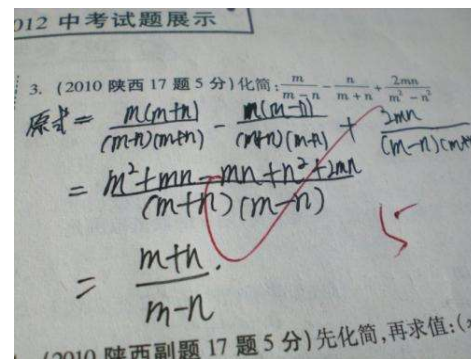 012 中考试题展示
3. (2010 陕西 17 题 5 分)化简: m/(m-n) - n/(m+n) + 2mn/(m²-n²)
原式 = m(m+n)/(m-n)(m+n) - n(m-n)/(m+n)(m-n) + 2mn/(m-n)(m+
= m²+mn-mn+n²+2mn/(m+n)(m-n)
= m+n/m-n.
5
(2010 陕西副题 17 题 5 分)先化简,再求值:(